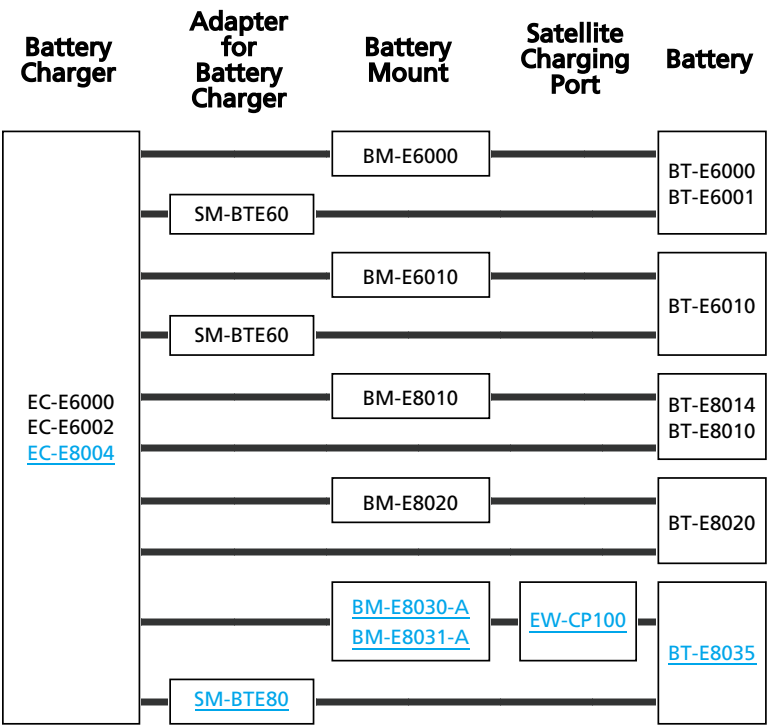 Battery
Charger
Adapter
for
Battery
Charger
Battery
Mount
Satellite
Charging
Port
Battery
EC-E6000
EC-E6002
EC-E8004
BM-E6000
SM-BTE60
BT-E6000
BT-E6001
BM-E6010
SM-BTE60
BT-E6010
BM-E8010
BT-E8014
BT-E8010
BM-E8020
BT-E8020
BM-E8030-A
BM-E8031-A
EW-CP100
BT-E8035
SM-BTE80